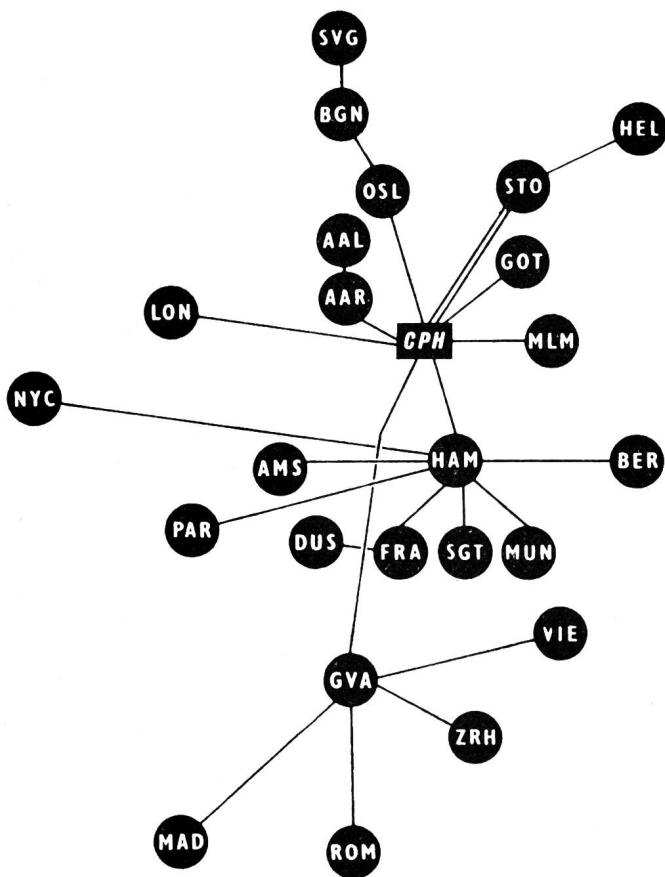 SVG
BGN
HEL
OSL
STO
AAL
GOT
AAR
LON
CPH
MLM
NYC
HAM
AMS
BER
PAR
DUS
FRA
SGT
MUN
VIE
GVA
ZRH
MAD
ROM